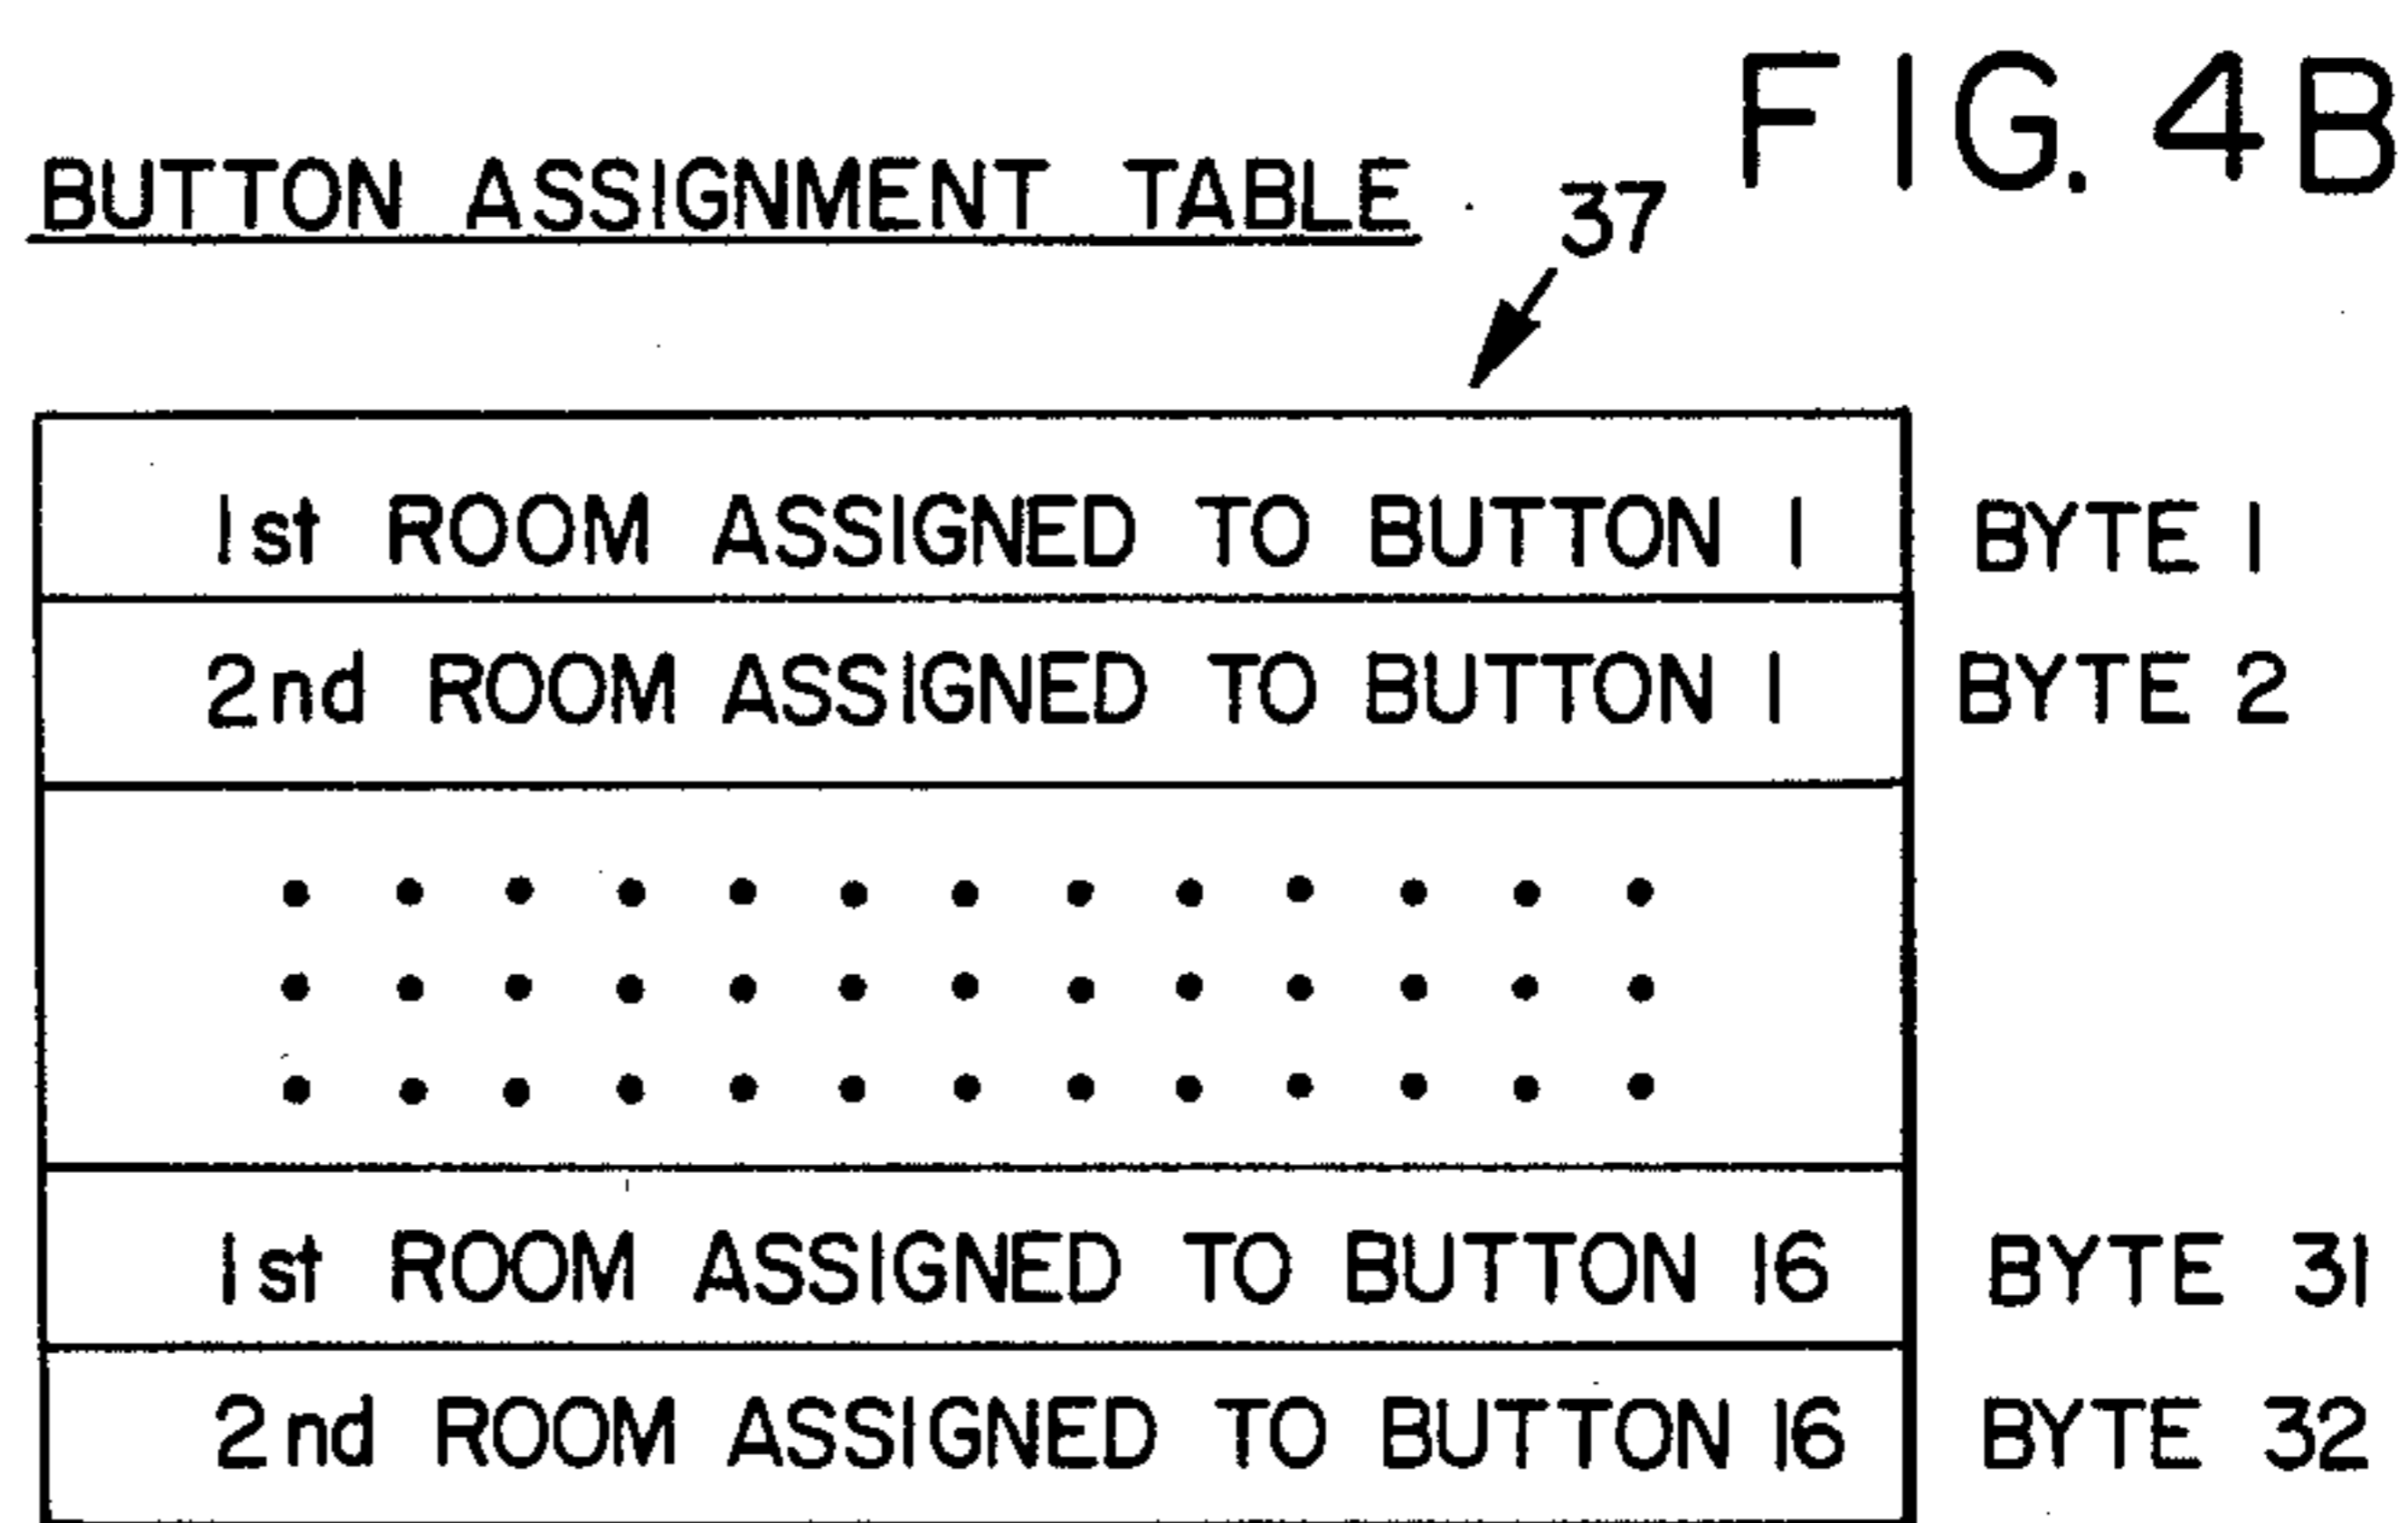 FIG. 4B
BUTTON ASSIGNMENT TABLE
37
1st ROOM ASSIGNED TO BUTTON 1 BYTE 1
2nd ROOM ASSIGNED TO BUTTON 1 BYTE 2
1st ROOM ASSIGNED TO BUTTON 16 BYTE 31
2nd ROOM ASSIGNED TO BUTTON 16 BYTE 32